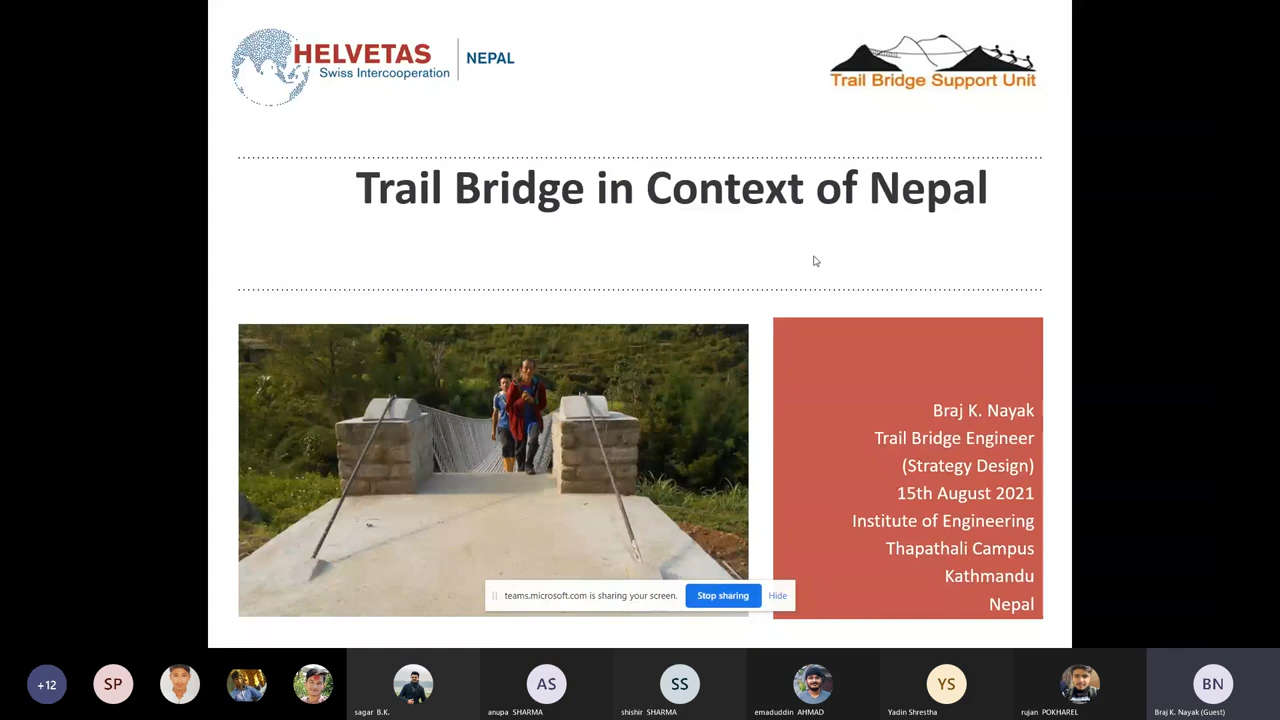 HELVETAS
Swiss Intercooperation
NEPAL
Trail Bridge Support Unit
Trail Bridge in Context of Nepal
Braj K. Nayak
Trail Bridge Engineer
(Strategy Design)
15th August 2021
Institute of Engineering
Thapathali Campus
Kathmandu
Nepal
teams.microsoft.com is sharing your screen.
Stop sharing
Hide
+12
SP
AS
SS
YS
BN
sagar B.K.
anupa SHARMA
shishir SHARMA
emaduddin AHMAD
Yadin Shrestha
rujan POKHAREL
Braj K. Nayak (Guest)